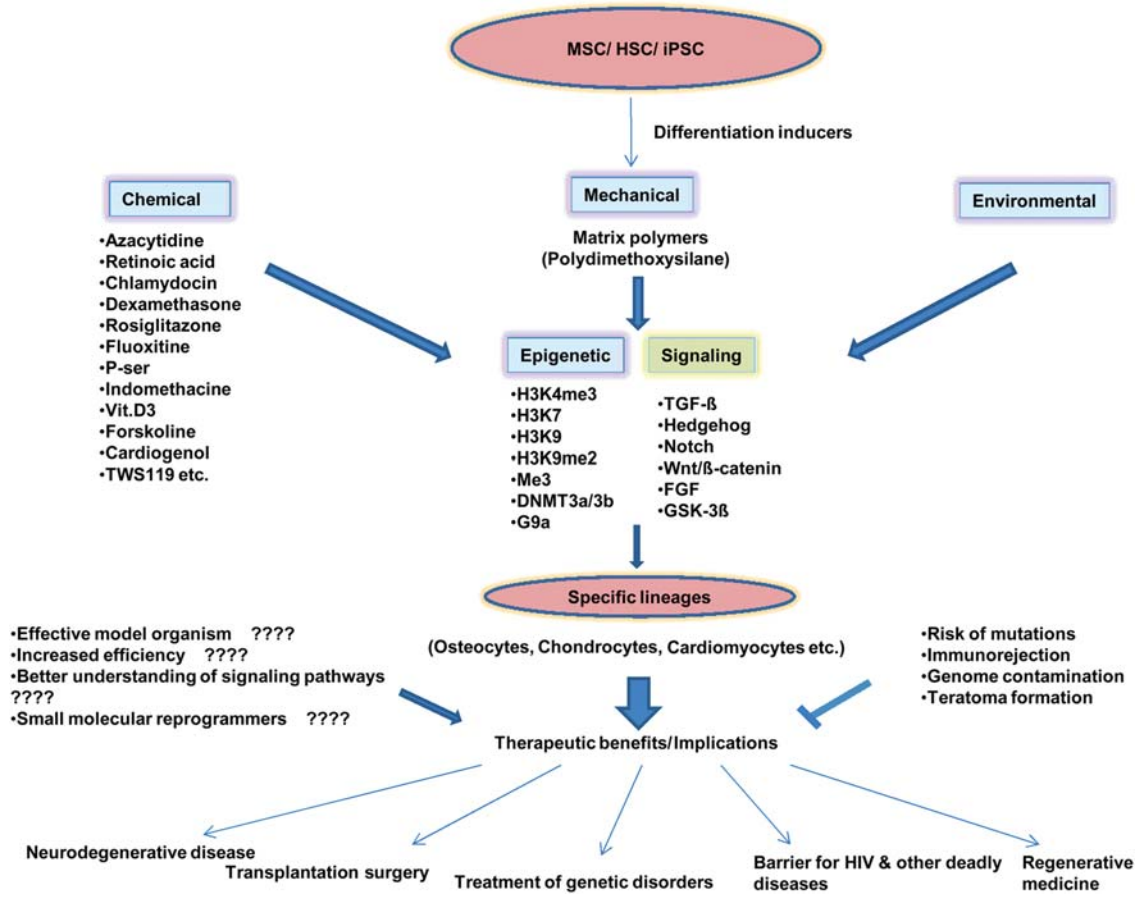 MSC/ HSC/ iPSC
Differentiation inducers
Chemical
•Azacytidine
•Retinoic acid
•Chlamydocin
•Dexamethasone
•Rosiglitazone
•Fluoxitine
•P-ser
•Indomethacine
•Vit.D3
•Forskoline
•Cardiogenol
•TWS119 etc.
Mechanical
Matrix polymers
(Polydimethoxysilane)
Environmental
Epigenetic
•H3K4me3
•H3K7
•H3K9
•H3K9me2
•Me3
•DNMT3a/3b
•G9a
Signaling
•TGF-ß
•Hedgehog
•Notch
•Wnt/ß-catenin
•FGF
•GSK-3ß
Specific lineages
(Osteocytes, Chondrocytes, Cardiomyocytes etc.)
•Effective model organism ????
•Increased efficiency ????
•Better understanding of signaling pathways
????
•Small molecular reprogrammers ????
•Risk of mutations
•Immunorejection
•Genome contamination
•Teratoma formation
Therapeutic benefits/Implications
Neurodegenerative disease
Transplantation surgery
Treatment of genetic disorders
Barrier for HIV & other deadly
diseases
Regenerative
medicine